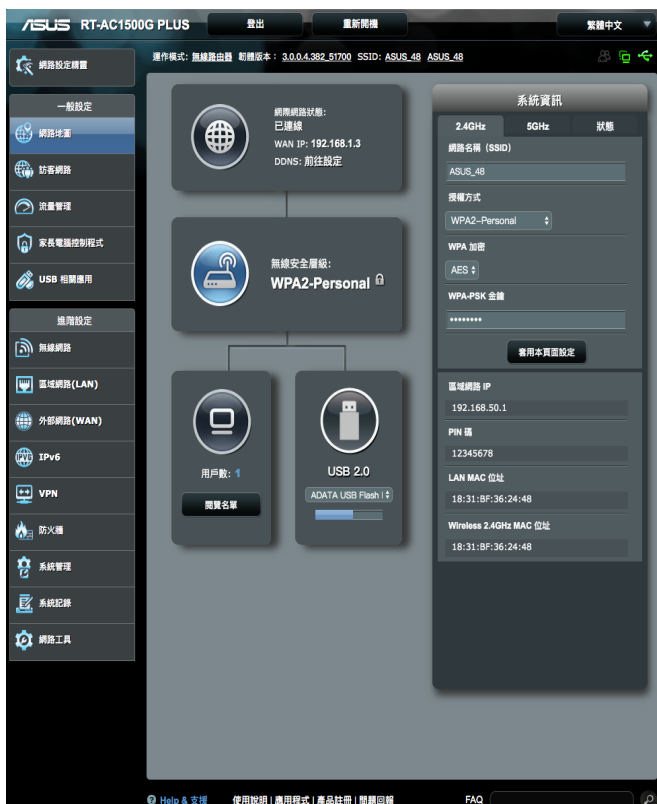 ASUS RT-AC1500G PLUS 登出 重新開機 繁體中文
運作模式: 無線路由器 韌體版本: 3.0.0.4.382_51700 SSID: ASUS_48 ASUS_48
網路設定精靈
一般設定
網路地圖
訪客網路
流量管理
家長電腦控制程式
USB 相關應用
進階設定
無線網路
區域網路(LAN)
外部網路(WAN)
IPv6
VPN
防火牆
系統管理
系統記錄
網路工具
網際網路狀態:
已連線
WAN IP: 192.168.1.3
DDNS: 前往設定
無線安全層級:
WPA2-Personal
用戶數: 1
閱覽名單
USB 2.0
ADATA USB Flash
系統資訊
2.4GHz 5GHz 狀態
網路名稱 (SSID)
ASUS_48
授權方式
WPA2-Personal
WPA 加密
AES
WPA-PSK 金鑰
••••••••
套用本頁面設定
區域網路 IP
192.168.50.1
PIN 碼
12345678
LAN MAC 位址
18:31:BF:36:24:48
Wireless 2.4GHz MAC 位址
18:31:BF:36:24:48
Help & 支援 使用說明 | 應用程式 | 產品註冊 | 問題回報 FAQ